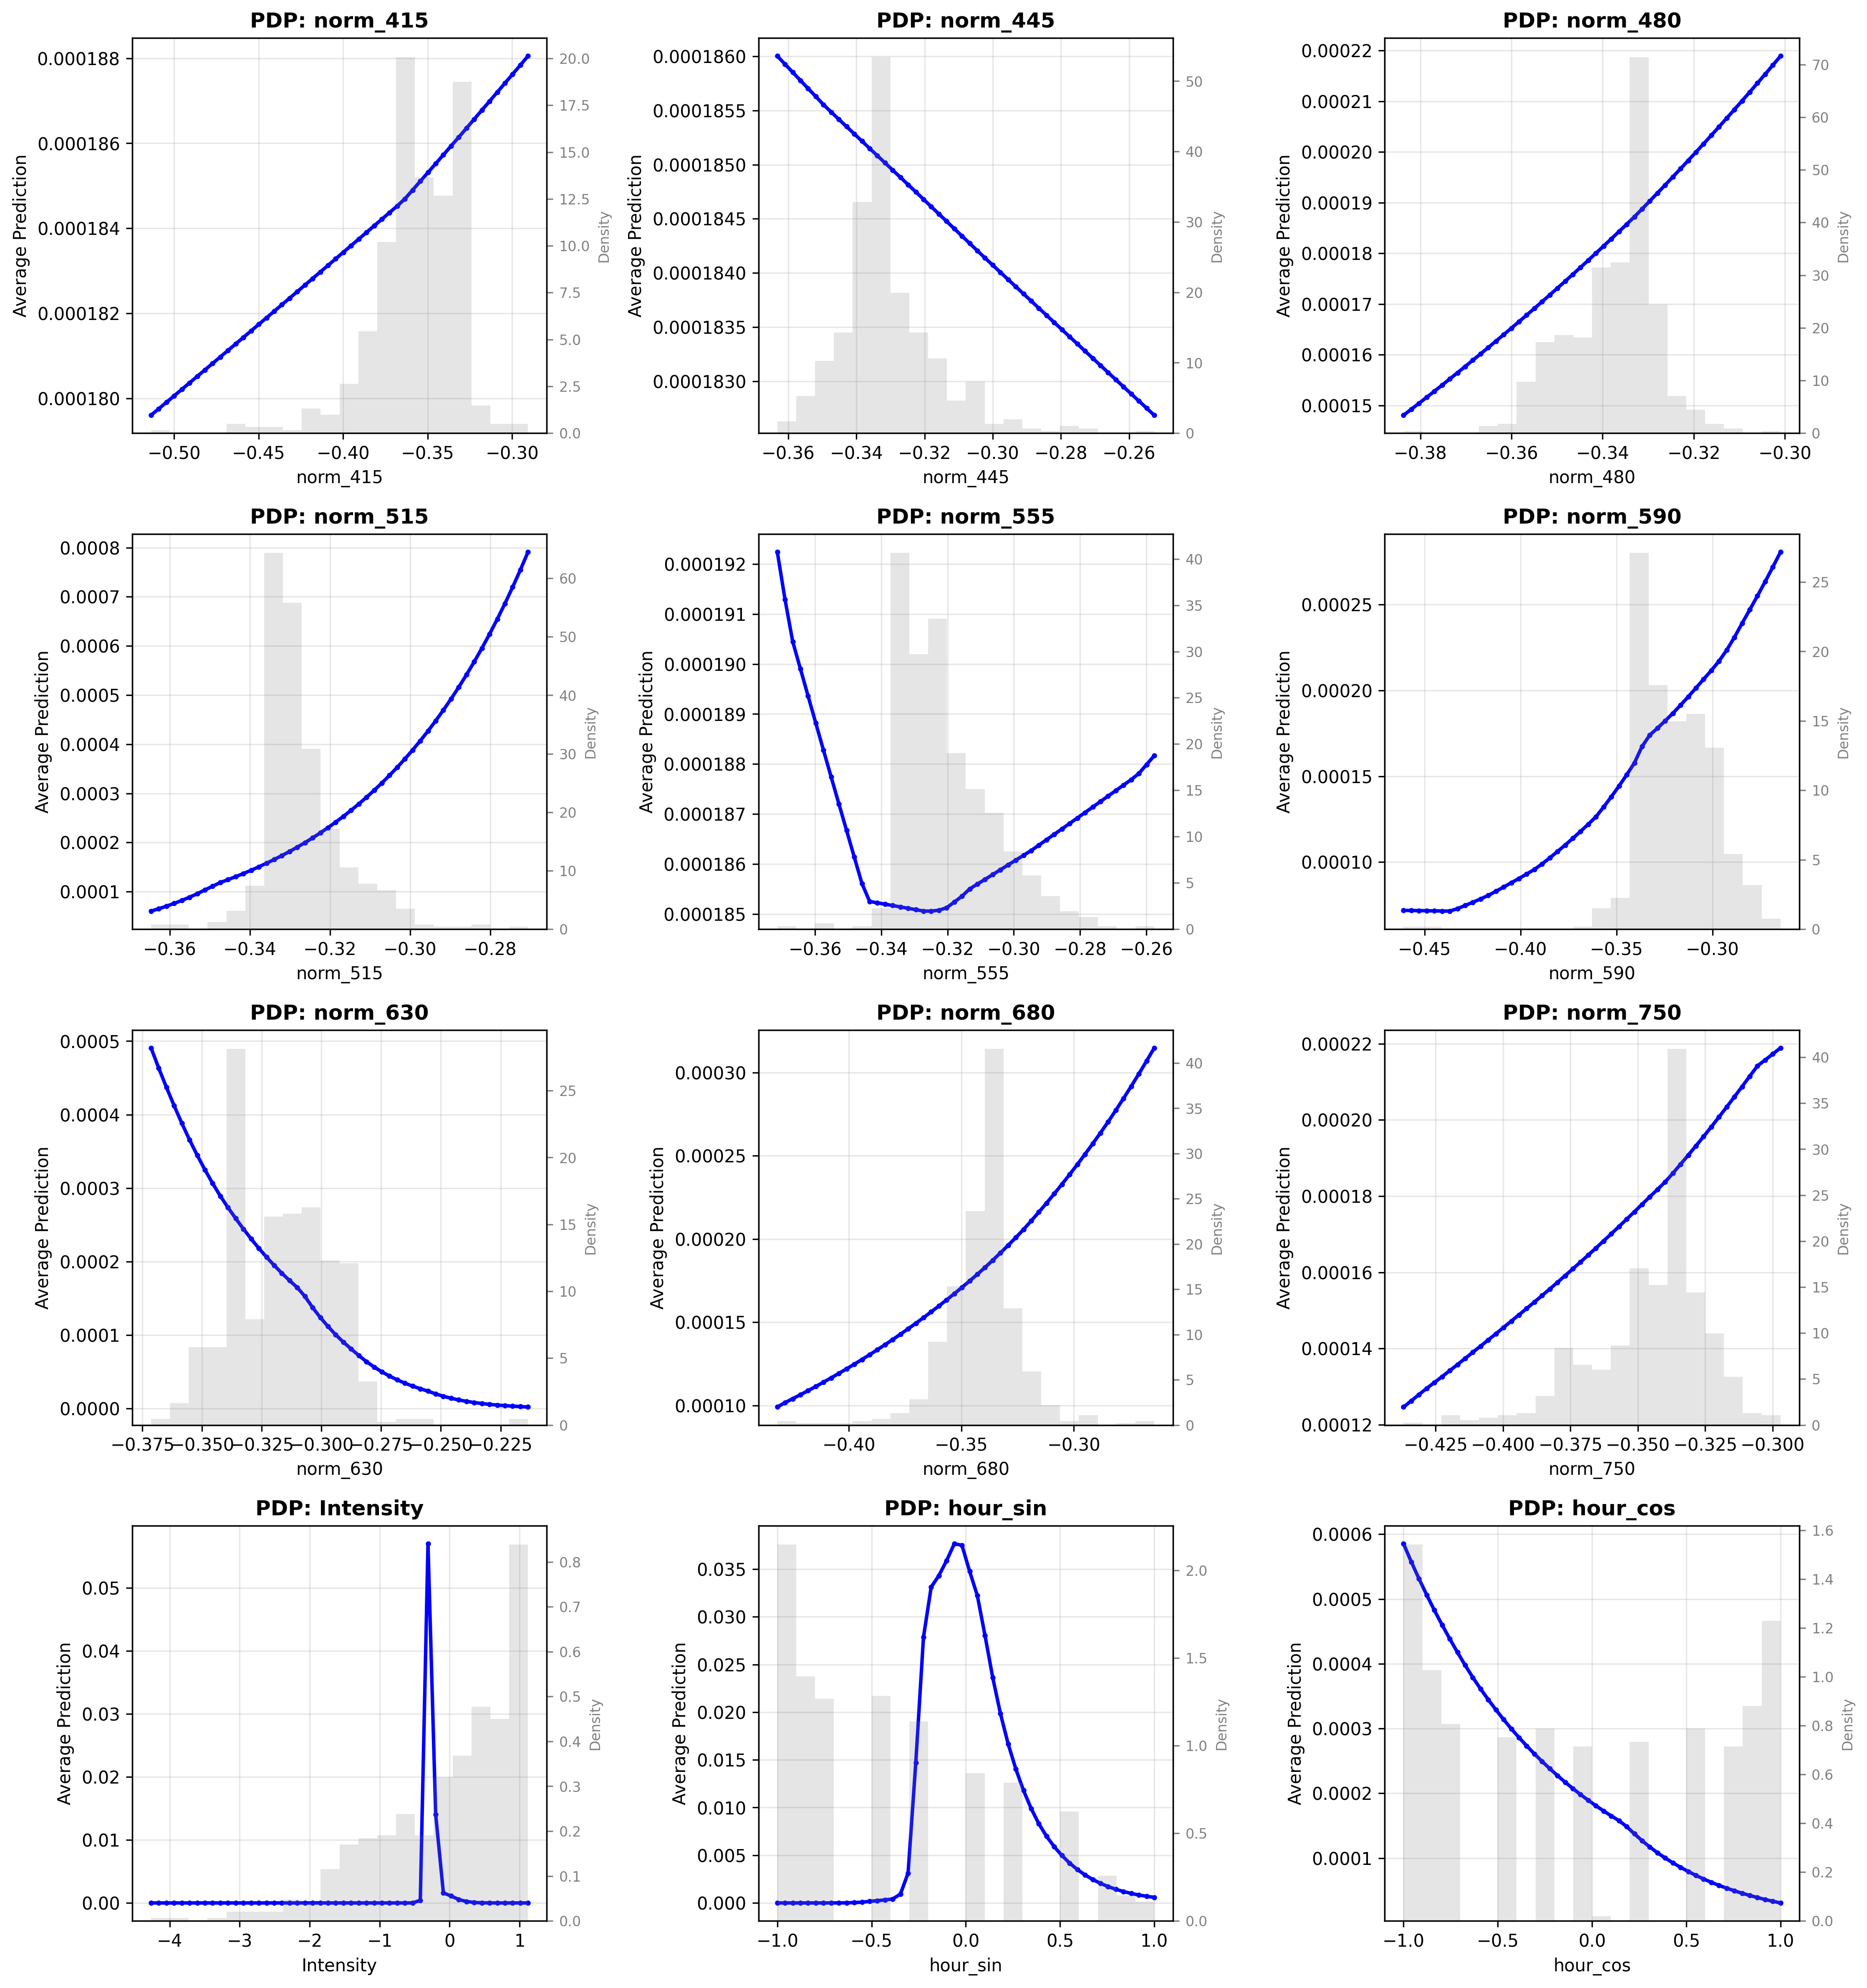 PDP: norm_415
0.000188
0.000186
0.000184
0.000182
0.000180
Average Prediction
20.0
17.5
15.0
12.5
10.0
7.5
5.0
2.5
0.0
Density
−0.50 −0.45 −0.40 −0.35 −0.30
norm_415
PDP: norm_445
0.0001860
0.0001855
0.0001850
0.0001845
0.0001840
0.0001835
0.0001830
Average Prediction
50
40
30
20
10
0
Density
−0.36 −0.34 −0.32 −0.30 −0.28 −0.26
norm_445
PDP: norm_480
0.00022
0.00021
0.00020
0.00019
0.00018
0.00017
0.00016
0.00015
Average Prediction
70
60
50
40
30
20
10
0
Density
−0.38 −0.36 −0.34 −0.32 −0.30
norm_480
PDP: norm_515
0.0008
0.0007
0.0006
0.0005
0.0004
0.0003
0.0002
0.0001
Average Prediction
60
50
40
30
20
10
0
Density
−0.36 −0.34 −0.32 −0.30 −0.28
norm_515
PDP: norm_555
0.000192
0.000191
0.000190
0.000189
0.000188
0.000187
0.000186
0.000185
Average Prediction
40
35
30
25
20
15
10
5
0
Density
−0.36 −0.34 −0.32 −0.30 −0.28 −0.26
norm_555
PDP: norm_590
0.00025
0.00020
0.00015
0.00010
Average Prediction
25
20
15
10
5
0
Density
−0.45 −0.40 −0.35 −0.30
norm_590
PDP: norm_630
0.0005
0.0004
0.0003
0.0002
0.0001
0.0000
Average Prediction
25
20
15
10
5
0
Density
−0.375 −0.350 −0.325 −0.300 −0.275 −0.250 −0.225
norm_630
PDP: norm_680
0.00030
0.00025
0.00020
0.00015
0.00010
Average Prediction
40
35
30
25
20
15
10
5
0
Density
−0.40 −0.35 −0.30
norm_680
PDP: norm_750
0.00022
0.00020
0.00018
0.00016
0.00014
0.00012
Average Prediction
40
35
30
25
20
15
10
5
0
Density
−0.425 −0.400 −0.375 −0.350 −0.325 −0.300
norm_750
PDP: Intensity
0.05
0.04
0.03
0.02
0.01
0.00
Average Prediction
0.8
0.7
0.6
0.5
0.4
0.3
0.2
0.1
0.0
Density
−4 −3 −2 −1 0 1
Intensity
PDP: hour_sin
0.035
0.030
0.025
0.020
0.015
0.010
0.005
0.000
Average Prediction
2.0
1.5
1.0
0.5
0.0
Density
−1.0 −0.5 0.0 0.5 1.0
hour_sin
PDP: hour_cos
0.0006
0.0005
0.0004
0.0003
0.0002
0.0001
Average Prediction
1.6
1.4
1.2
1.0
0.8
0.6
0.4
0.2
0.0
Density
−1.0 −0.5 0.0 0.5 1.0
hour_cos